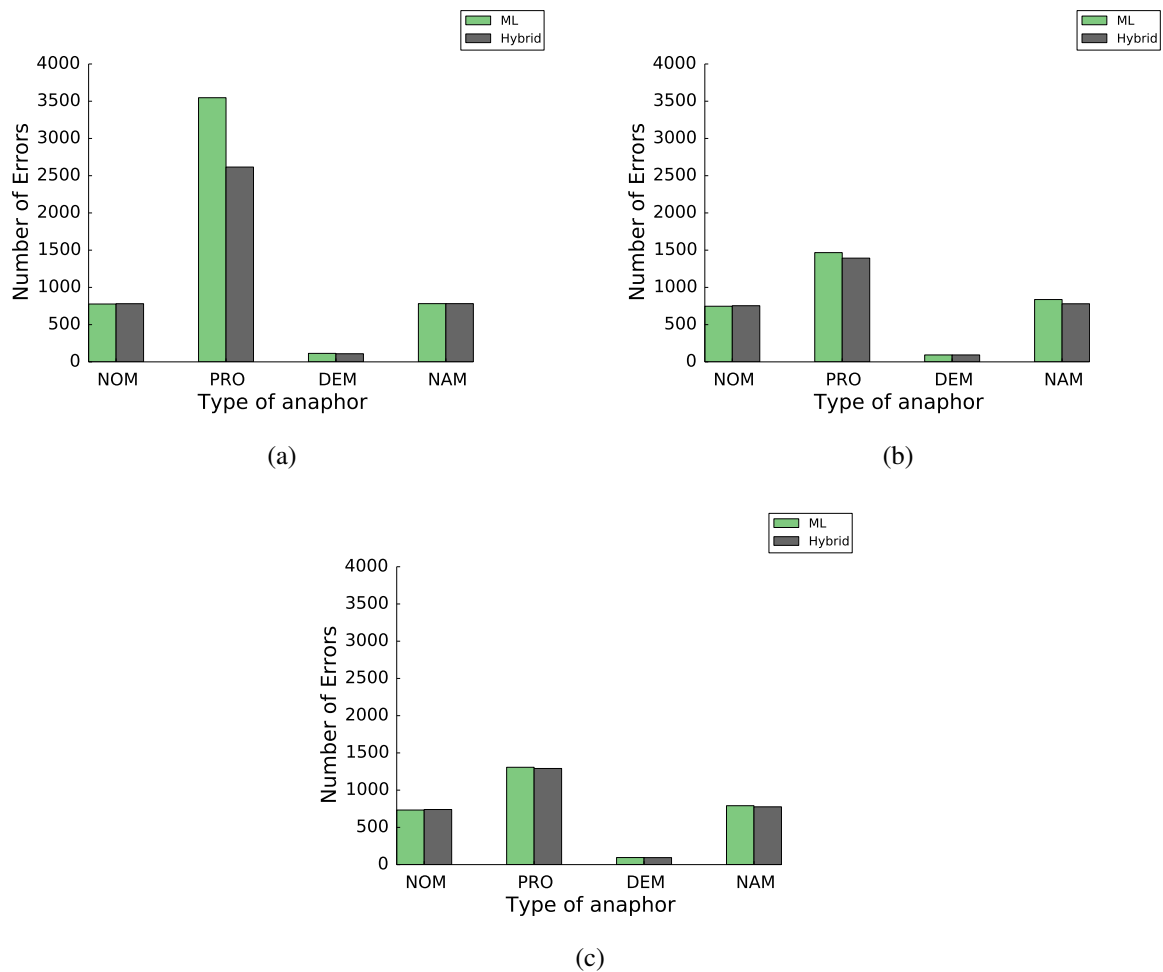 ML
Hybrid
4000
3500
3000
2500
2000
1500
1000
500
0
Number of Errors
NOM PRO DEM NAM
Type of anaphor
(a)
ML
Hybrid
4000
3500
3000
2500
2000
1500
1000
500
0
Number of Errors
NOM PRO DEM NAM
Type of anaphor
(b)
ML
Hybrid
4000
3500
3000
2500
2000
1500
1000
500
0
Number of Errors
NOM PRO DEM NAM
Type of anaphor
(c)